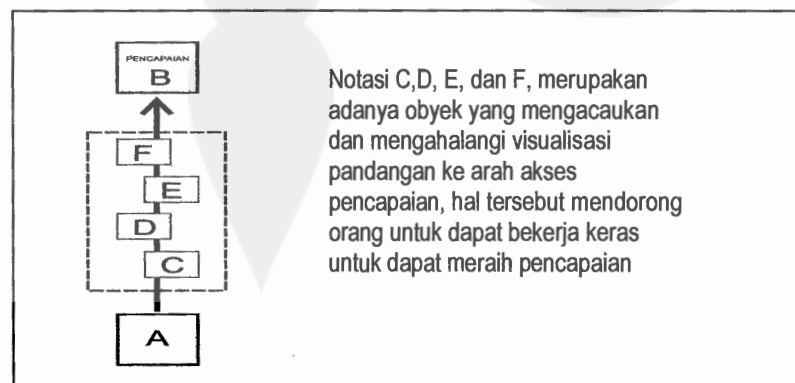 PENCAPAIAN
B
F
E
D
C
A
Notasi C,D, E, dan F, merupakan
adanya obyek yang mengacaukan
dan mengahalangi visualisasi
pandangan ke arah akses
pencapaian, hal tersebut mendorong
orang untuk dapat bekerja keras
untuk dapat meraih pencapaian